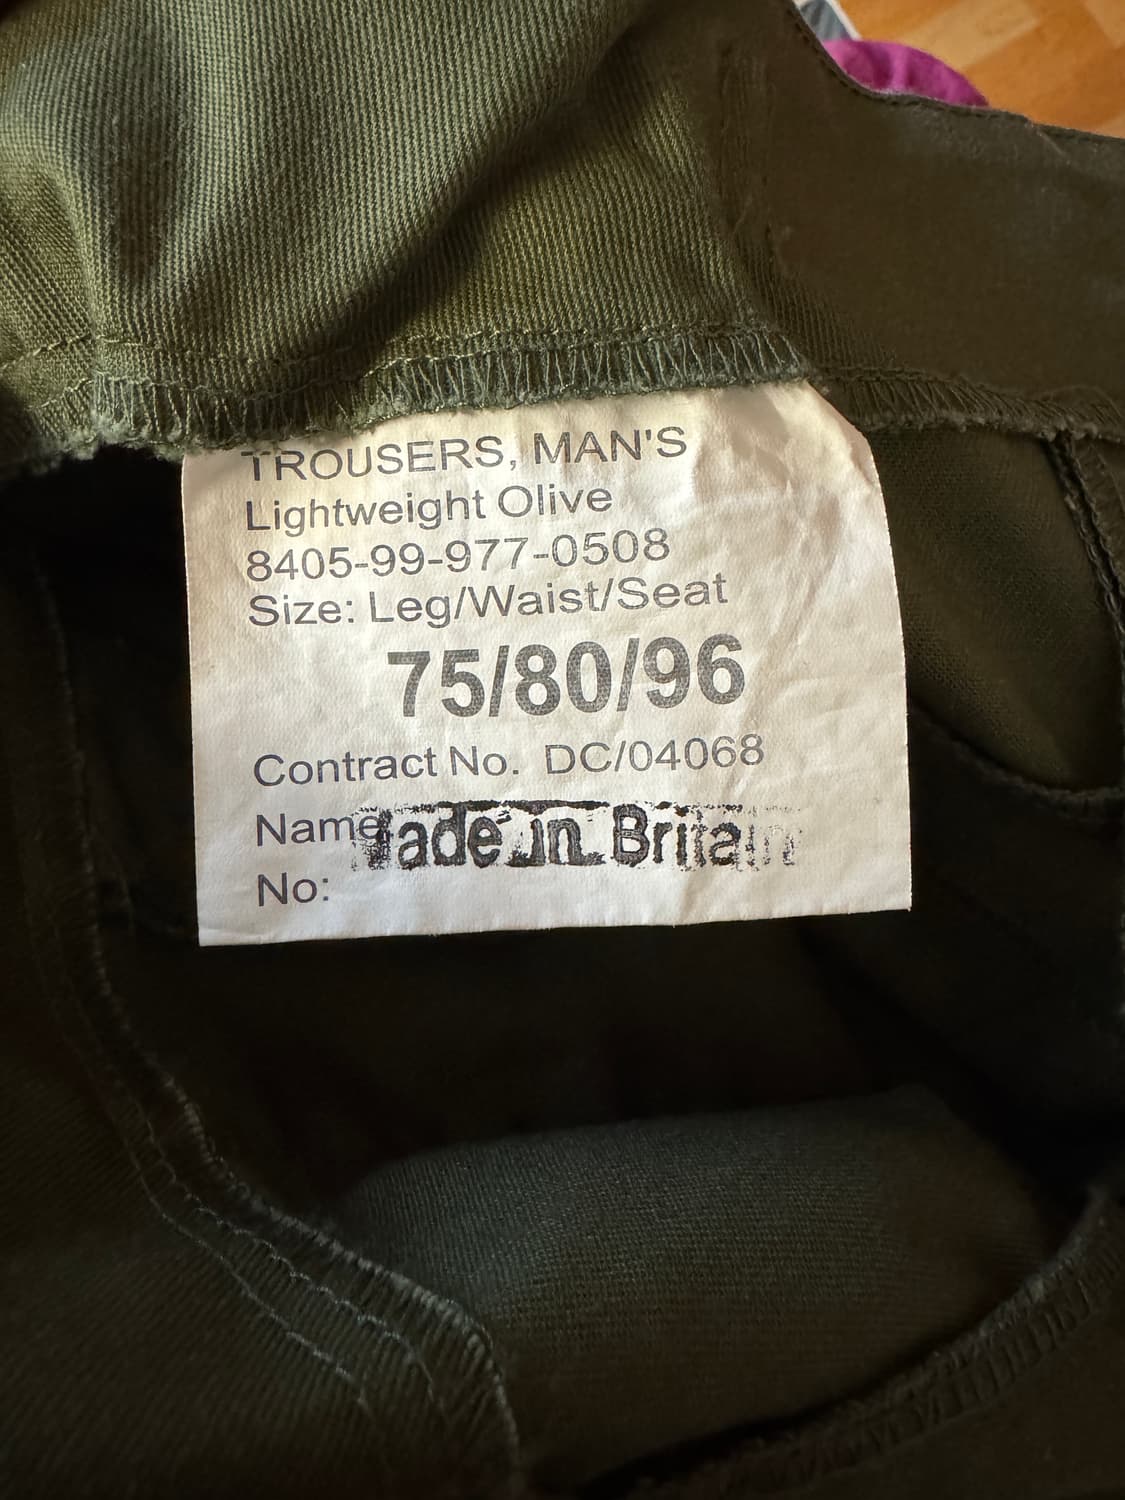 TROUSERS, MAN'S
Lightweight Olive
8405-99-977-0508
Size: Leg/Waist/Seat
75/80/96
Contract No. DC/04068
Name Made in Britain
No: